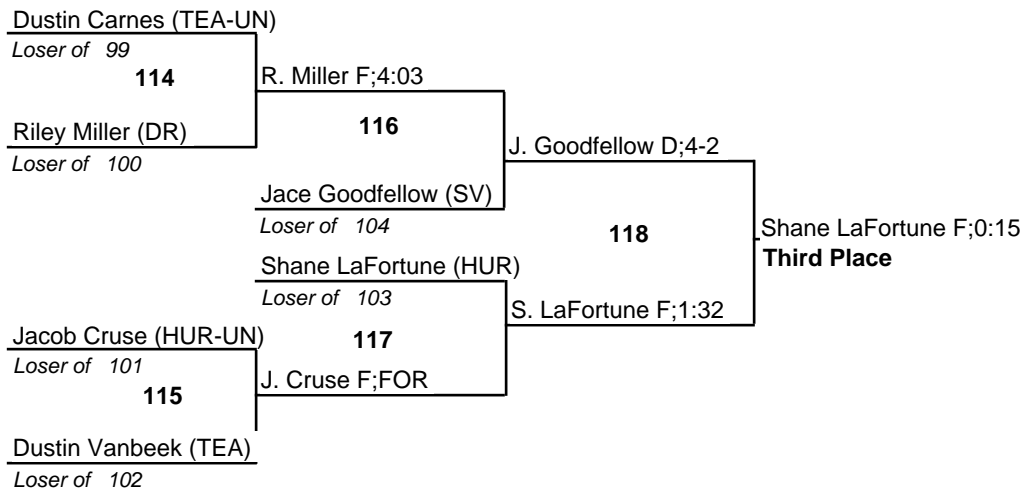 Dustin Carnes (TEA-UN)
Loser of 99
114
R. Miller F;4:03
Riley Miller (DR)
Loser of 100
116
J. Goodfellow D;4-2
Jace Goodfellow (SV)
Loser of 104
118
Shane LaFortune F;0:15
Third Place
Shane LaFortune (HUR)
Loser of 103
S. LaFortune F;1:32
Jacob Cruse (HUR-UN)
Loser of 101
117
115
J. Cruse F;FOR
Dustin Vanbeek (TEA)
Loser of 102